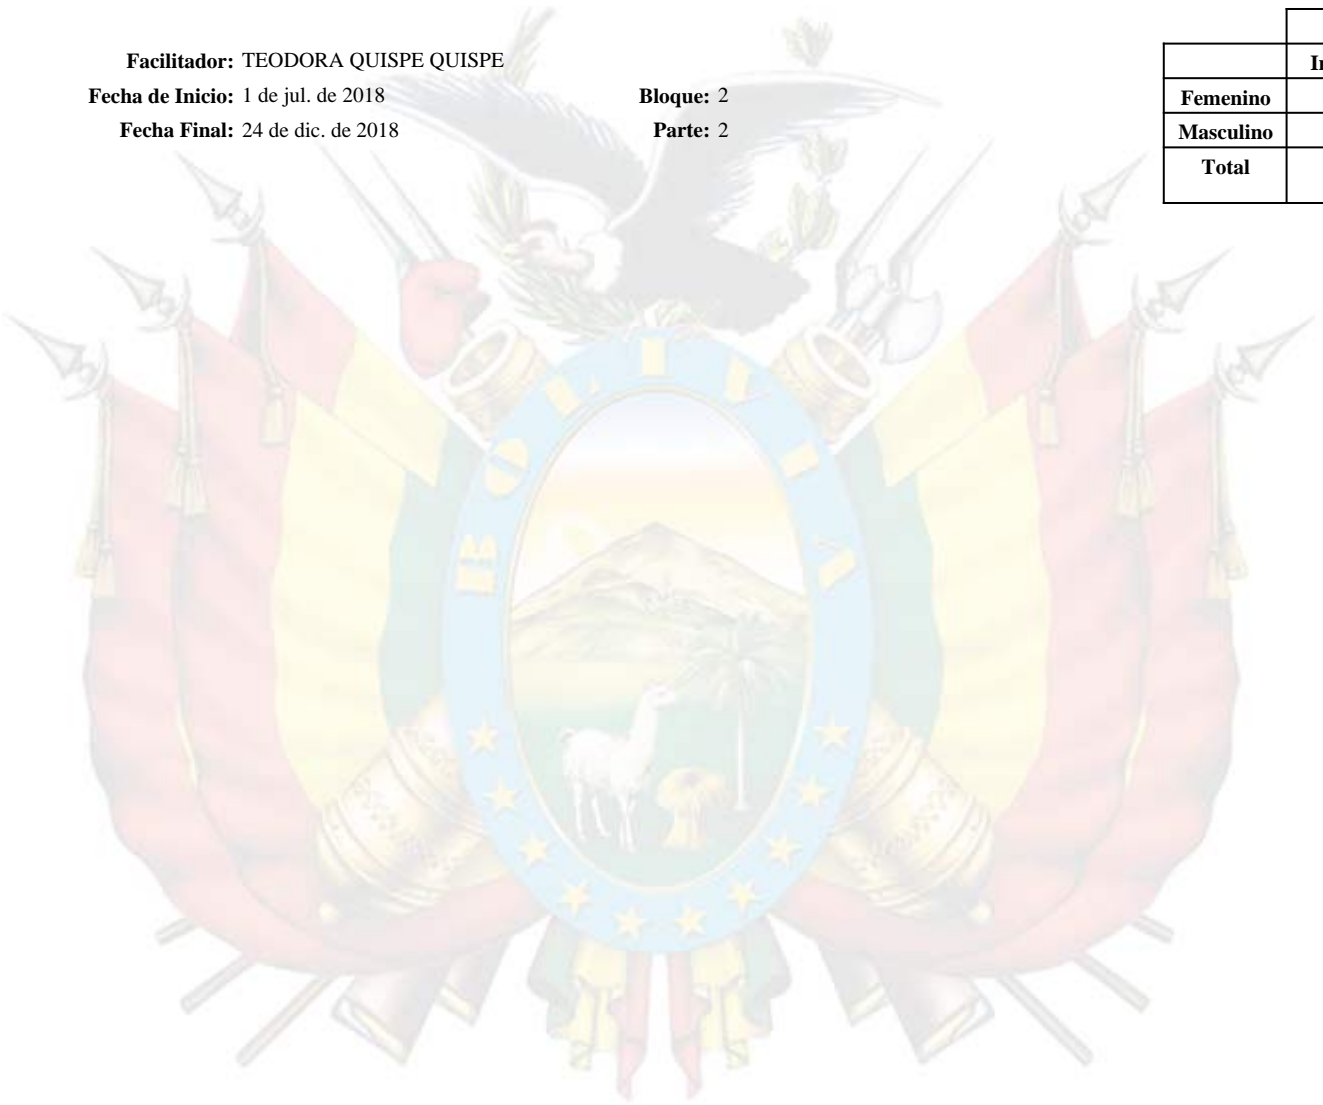 Facilitador: TEODORA QUISPE QUISPE
Fecha de Inicio: 1 de jul. de 2018 Bloque: 2
Fecha Final: 24 de dic. de 2018 Parte: 2
Femenino
Masculino
Total
BOLIVIA